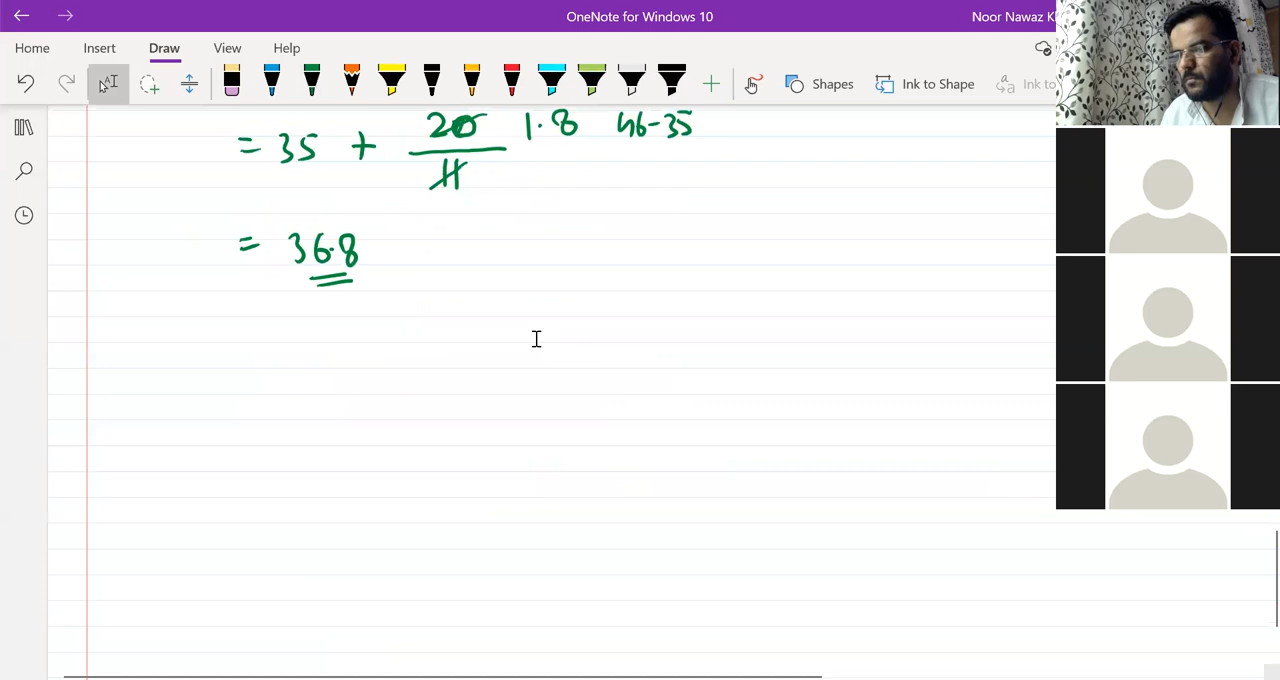 OneNote for Windows 10
Noor Nawaz K
Home Insert Draw View Help
Shapes Ink to Shape Ink to
= 35 + 20/11 1.8 46-35
= 36.8